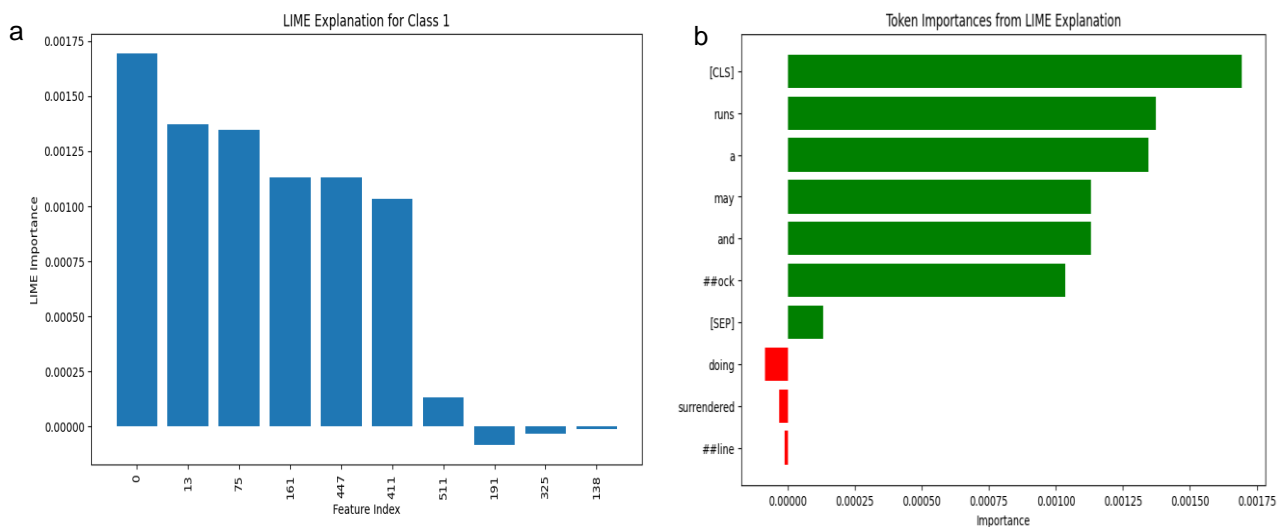 a
LIME Explanation for Class 1
LIME Importance
0.00175
0.00150
0.00125
0.00100
0.00075
0.00050
0.00025
0.00000
0 13 75 161 447 411 511 191 325 138
Feature Index
b
Token Importances from LIME Explanation
[CLS]
runs
a
may
and
##ock
[SEP]
doing
surrendered
##line
0.00000 0.00025 0.00050 0.00075 0.00100 0.00125 0.00150 0.00175
Importance